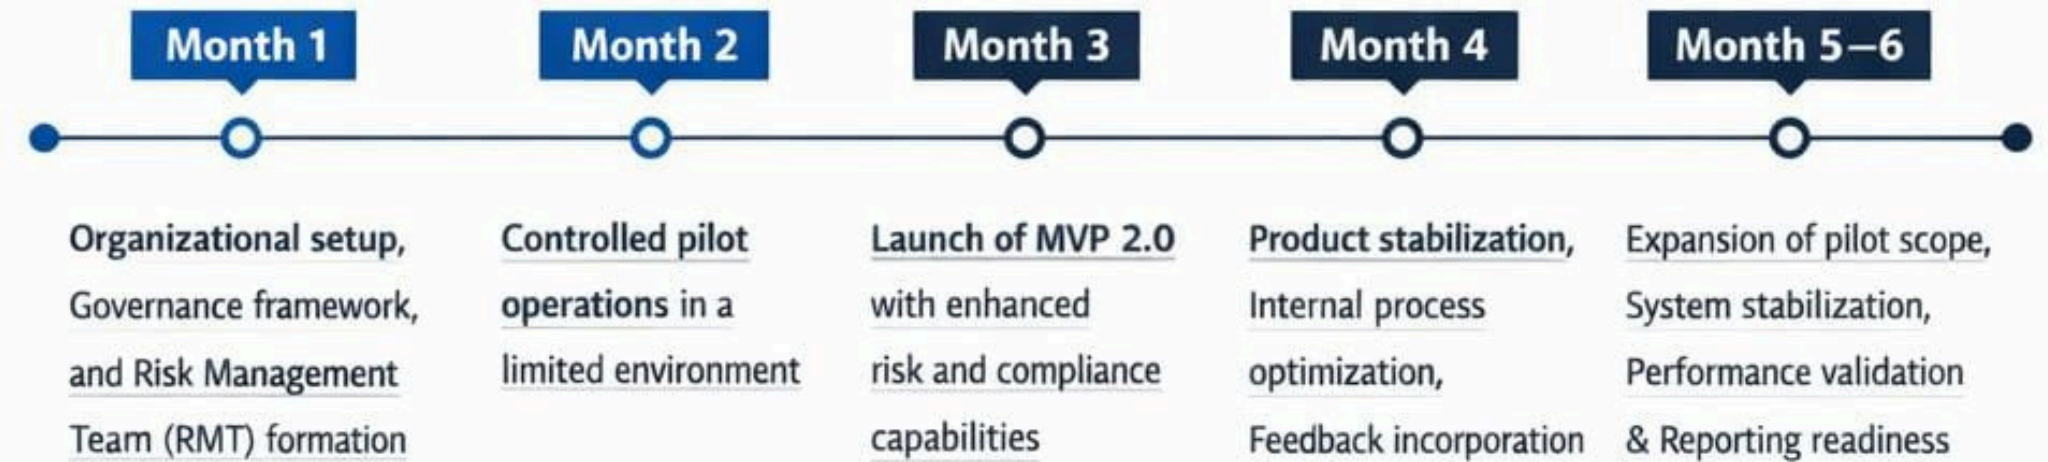 Month 1
Organizational setup,
Governance framework,
and Risk Management
Team (RMT) formation
Month 2
Controlled pilot
operations in a
limited environment
Month 3
Launch of MVP 2.0
with enhanced
risk and compliance
capabilities
Month 4
Product stabilization,
Internal process
optimization,
Feedback incorporation
Month 5–6
Expansion of pilot scope,
System stabilization,
Performance validation
& Reporting readiness